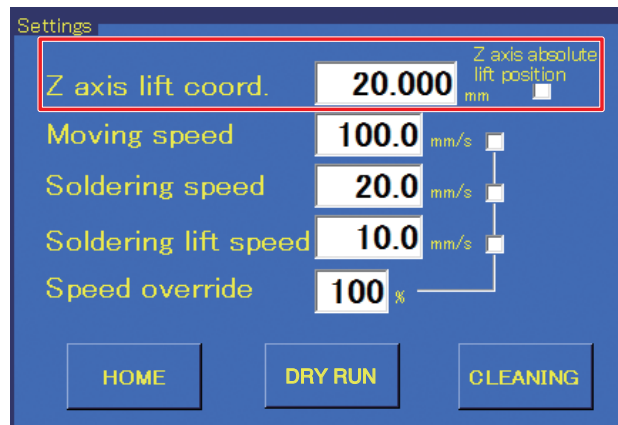 Settings
Z axis absolute
lift position
Z axis lift coord. 20.000 mm
Moving speed 100.0 mm/s
Soldering speed 20.0 mm/s
Soldering lift speed 10.0 mm/s
Speed override 100 %
HOME DRY RUN CLEANING